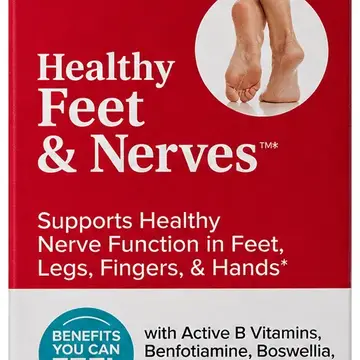 Healthy
Feet
& Nerves™*
Supports Healthy
Nerve Function in Feet,
Legs, Fingers, & Hands*
BENEFITS
YOU CAN
FEEL
with Active B Vitamins,
Benfotiamine, Boswellia,